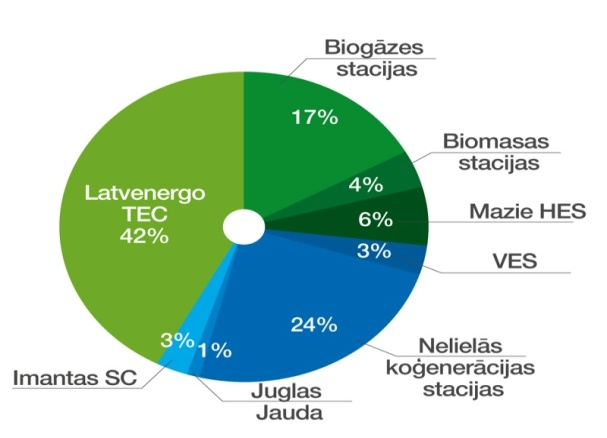 Biogāzes
stacijas
17%
Biomasas
stacijas
4%
Mazie HES
6%
VES
3%
Nelielās
koģenerācijas
stacijas
24%
Juglas
Jauda
1%
Imantas SC
3%
Latvenergo
TEC
42%